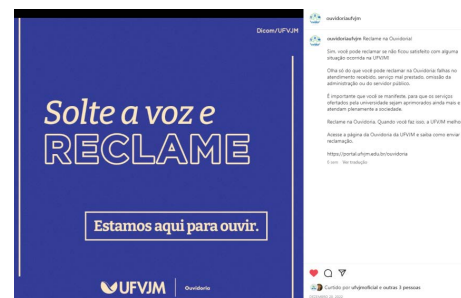 Dicom/UFVJM
Solte a voz e
RECLAME
Estamos aqui para ouvir.
UFVJM
Ouvidoria
ouvidoriaufvjm
ouvidoriaufvjm Reclame na Ouvidoria!
Sim, você pode reclamar se não ficou satisfeito com alguma
situação ocorrida na UFVJM!
Olha só do que você pode reclamar na Ouvidoria: falhas no
atendimento recebido, serviço mal prestado, omissão da
administração ou do servidor público.
É importante que você se manifeste, para que os serviços
ofertados pela universidade sejam aprimorados ainda mais e
atendam plenamente a sociedade.
Reclame na Ouvidoria. Quando você faz isso, a UFVJM melho
Acesse a página da Ouvidoria da UFVJM e saiba como enviar
reclamação.
https://portal.ufvjm.edu.br/ouvidoria
5 sem Ver tradução
Curtido por ufvjmoficial e outras 3 pessoas